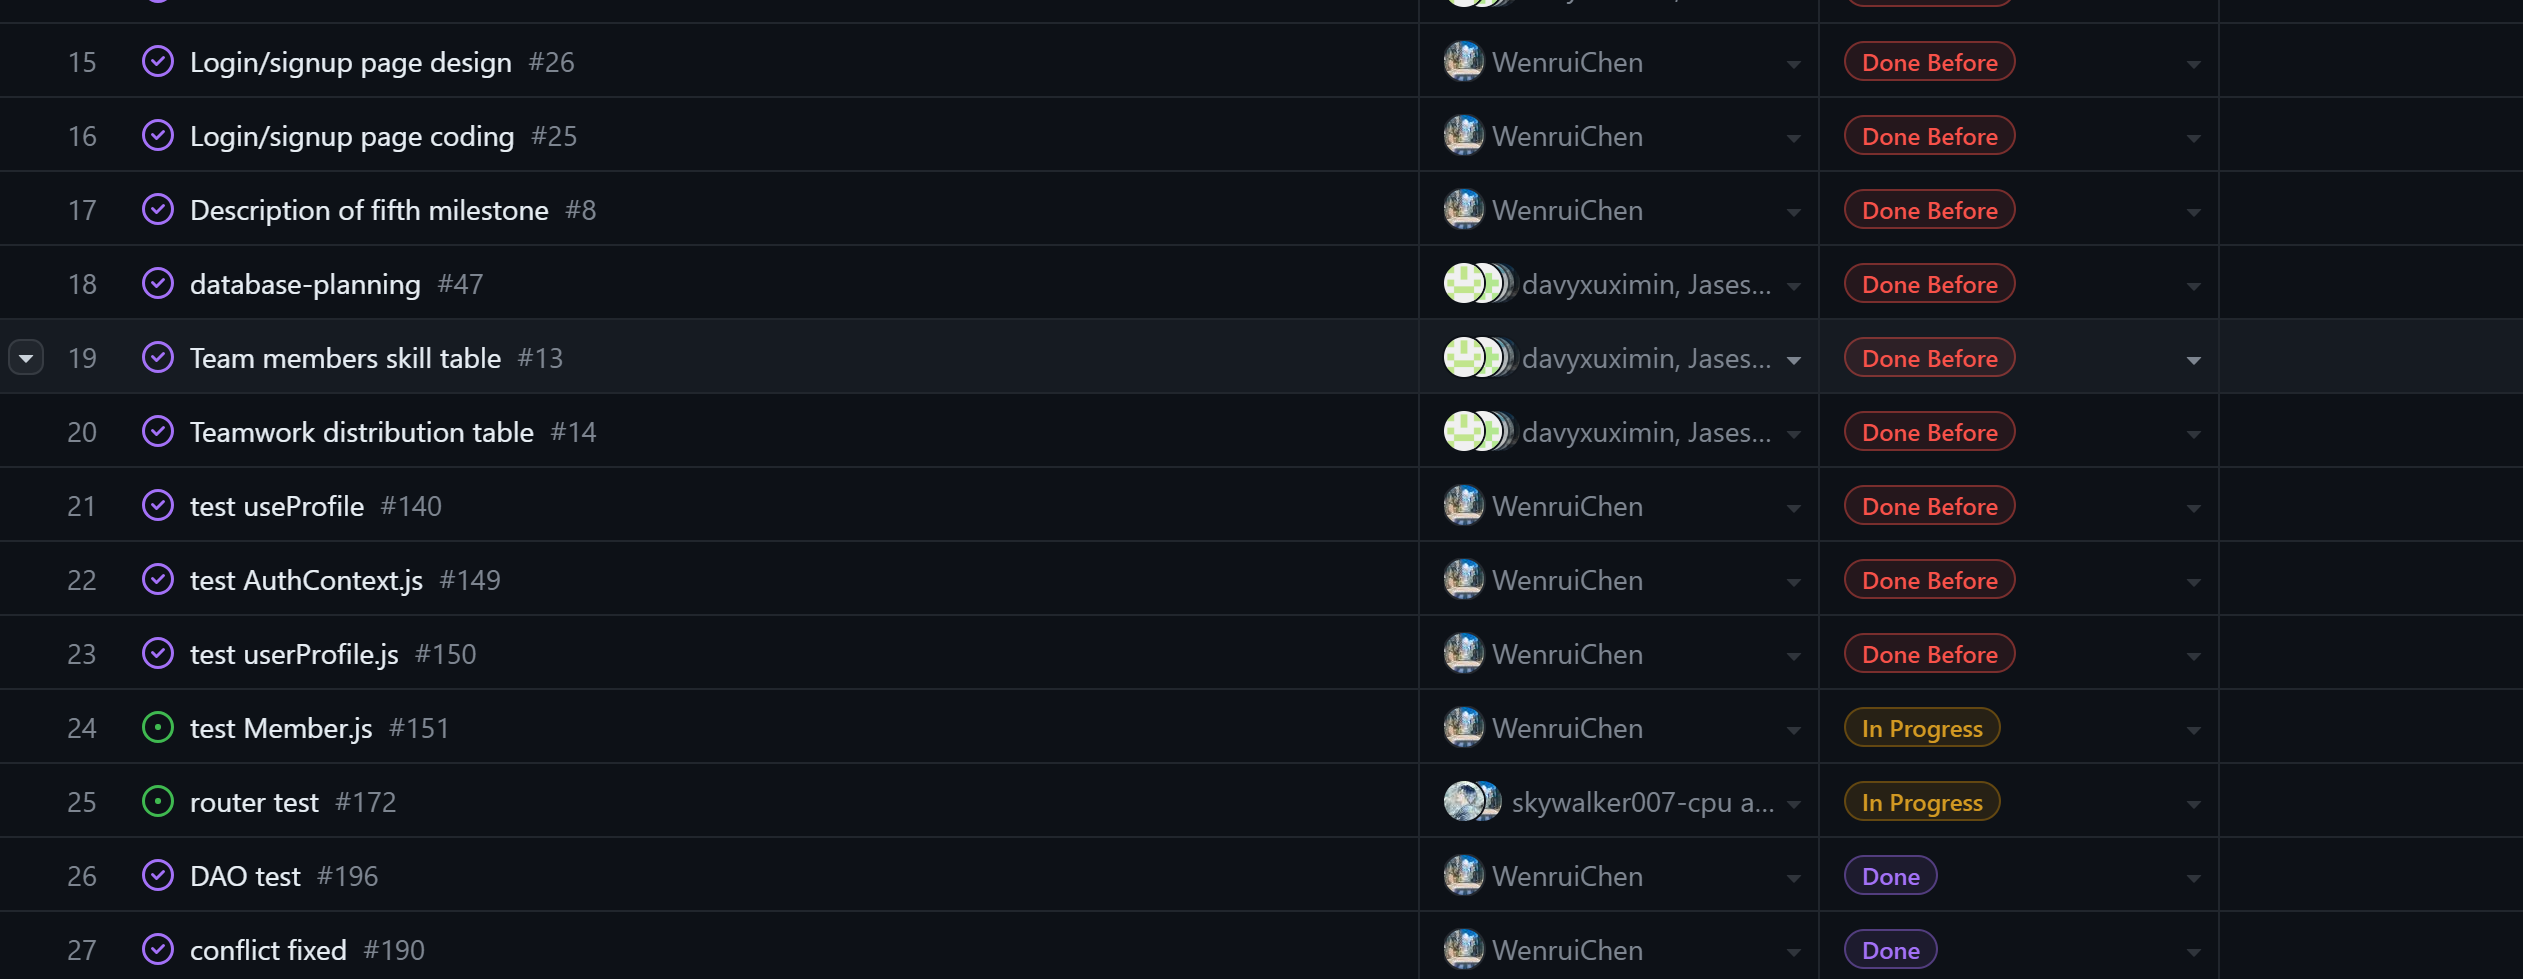 15 Login/signup page design #26 WenruiChen Done Before
16 Login/signup page coding #25 WenruiChen Done Before
17 Description of fifth milestone #8 WenruiChen Done Before
18 database-planning #47 davyxuximin, Jases... Done Before
19 Team members skill table #13 davyxuximin, Jases... Done Before
20 Teamwork distribution table #14 davyxuximin, Jases... Done Before
21 test useProfile #140 WenruiChen Done Before
22 test AuthContext.js #149 WenruiChen Done Before
23 test userProfile.js #150 WenruiChen Done Before
24 test Member.js #151 WenruiChen In Progress
25 router test #172 skywalker007-cpu a... In Progress
26 DAO test #196 WenruiChen Done
27 conflict fixed #190 WenruiChen Done